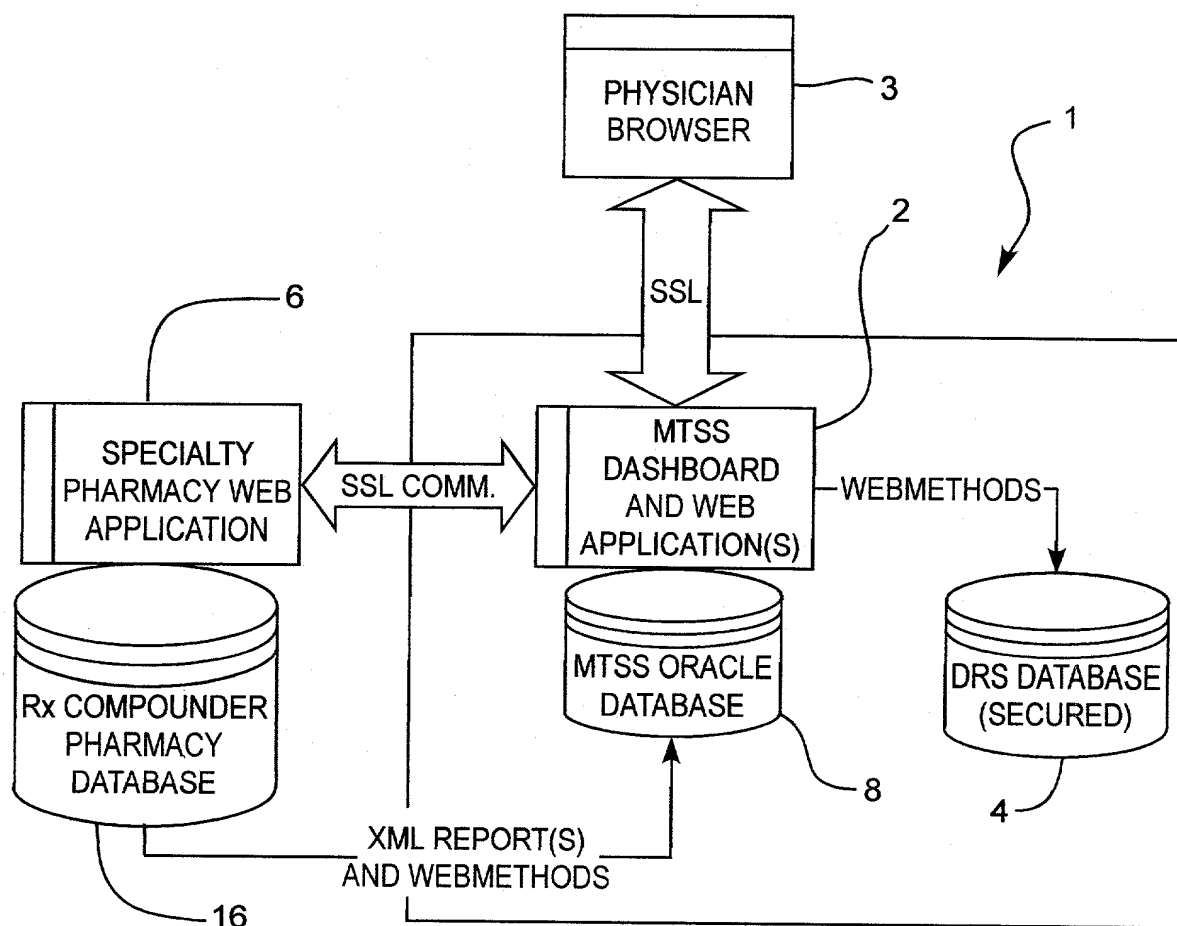 PHYSICIAN
BROWSER
3
1
SSL
2
6
SPECIALTY
PHARMACY WEB
APPLICATION
SSL COMM.
MTSS
DASHBOARD
AND WEB
APPLICATION(S)
WEBMETHODS
Rx COMPOUNDER
PHARMACY
DATABASE
MTSS ORACLE
DATABASE
DRS DATABASE
(SECURED)
8
4
XML REPORT(S)
AND WEBMETHODS
16